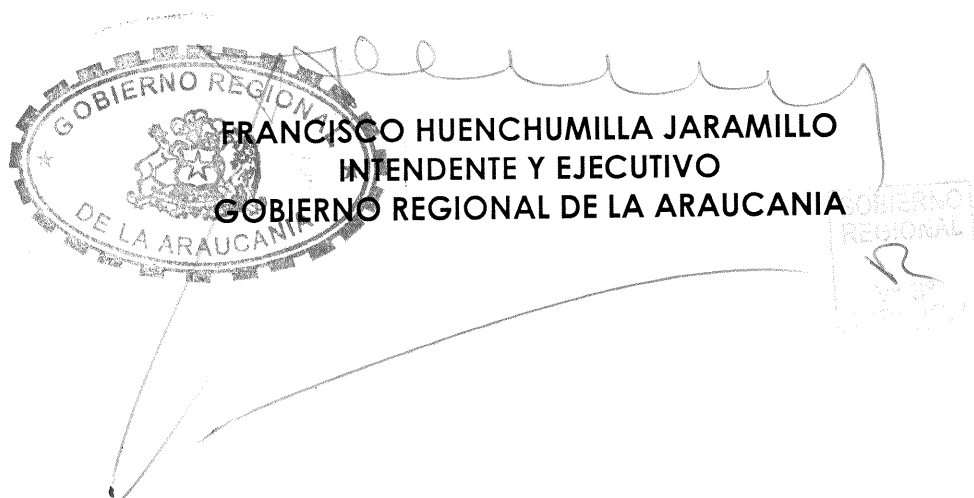 GOBIERNO REGIONAL
DE LA ARAUCANIA
FRANCISCO HUENCHUMILLA JARAMILLO
INTENDENTE Y EJECUTIVO
GOBIERNO REGIONAL DE LA ARAUCANIA
GOBIERNO
REGIONAL